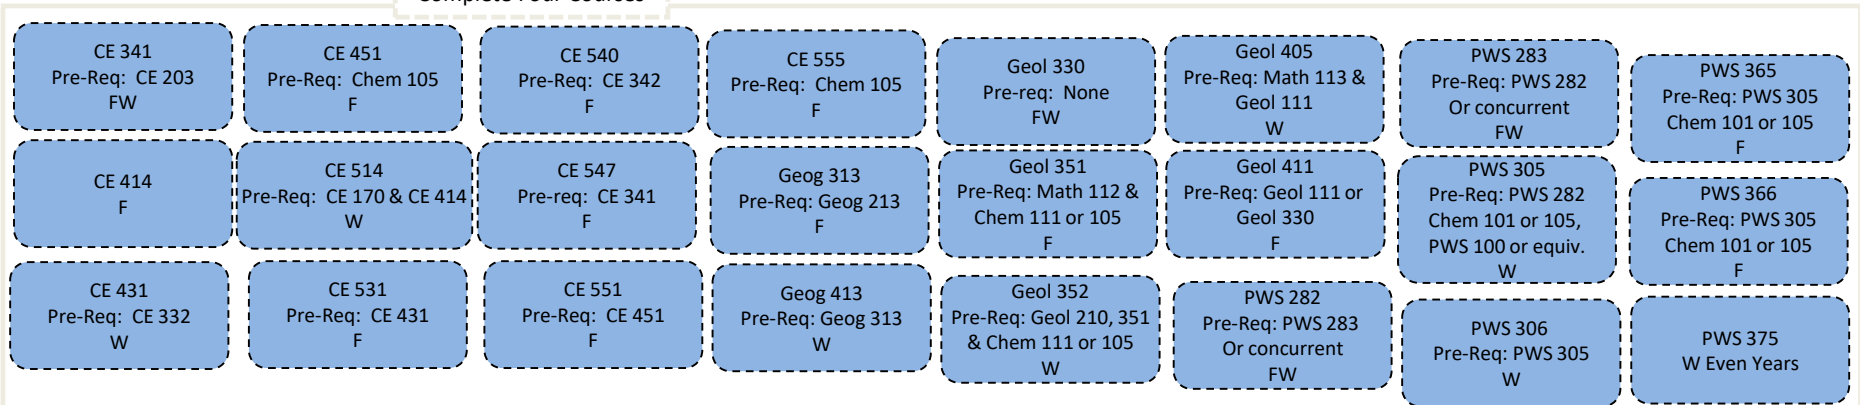 Complete Four Courses
CE 341
Pre-Req: CE 203
FW
CE 451
Pre-Req: Chem 105
F
CE 540
Pre-Req: CE 342
F
CE 555
Pre-Req: Chem 105
F
Geol 330
Pre-req: None
FW
Geol 405
Pre-Req: Math 113 &
Geol 111
W
PWS 283
Pre-Req: PWS 282
Or concurrent
FW
PWS 365
Pre-Req: PWS 305
Chem 101 or 105
F
CE 414
F
CE 514
Pre-Req: CE 170 & CE 414
W
CE 547
Pre-req: CE 341
F
Geog 313
Pre-Req: Geog 213
F
Geol 351
Pre-Req: Math 112 &
Chem 111 or 105
F
Geol 411
Pre-Req: Geol 111 or
Geol 330
F
PWS 305
Pre-Req: PWS 282
Chem 101 or 105,
PWS 100 or equiv.
W
PWS 366
Pre-Req: PWS 305
Chem 101 or 105
F
CE 431
Pre-Req: CE 332
W
CE 531
Pre-Req: CE 431
F
CE 551
Pre-Req: CE 451
F
Geog 413
Pre-Req: Geog 313
W
Geol 352
Pre-Req: Geol 210, 351
& Chem 111 or 105
W
PWS 282
Pre-Req: PWS 283
Or concurrent
FW
PWS 306
Pre-Req: PWS 305
W
PWS 375
W Even Years